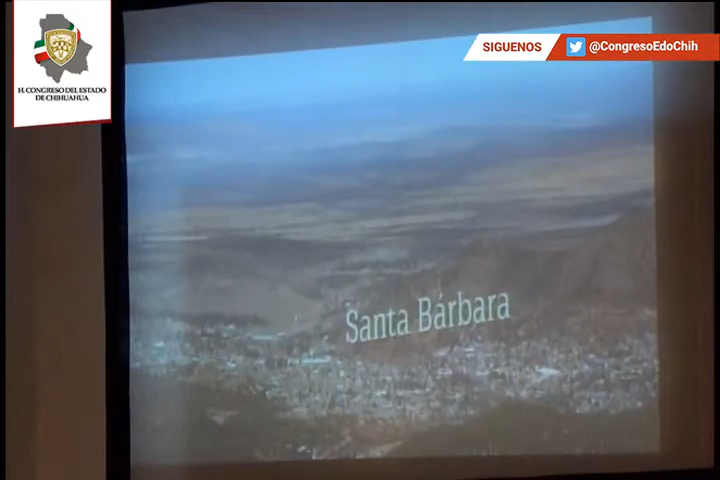 H. CONGRESO DEL ESTADO
DE CHIHUAHUA
SIGUENOS
@CongresoEdoChih
Santa Bárbara